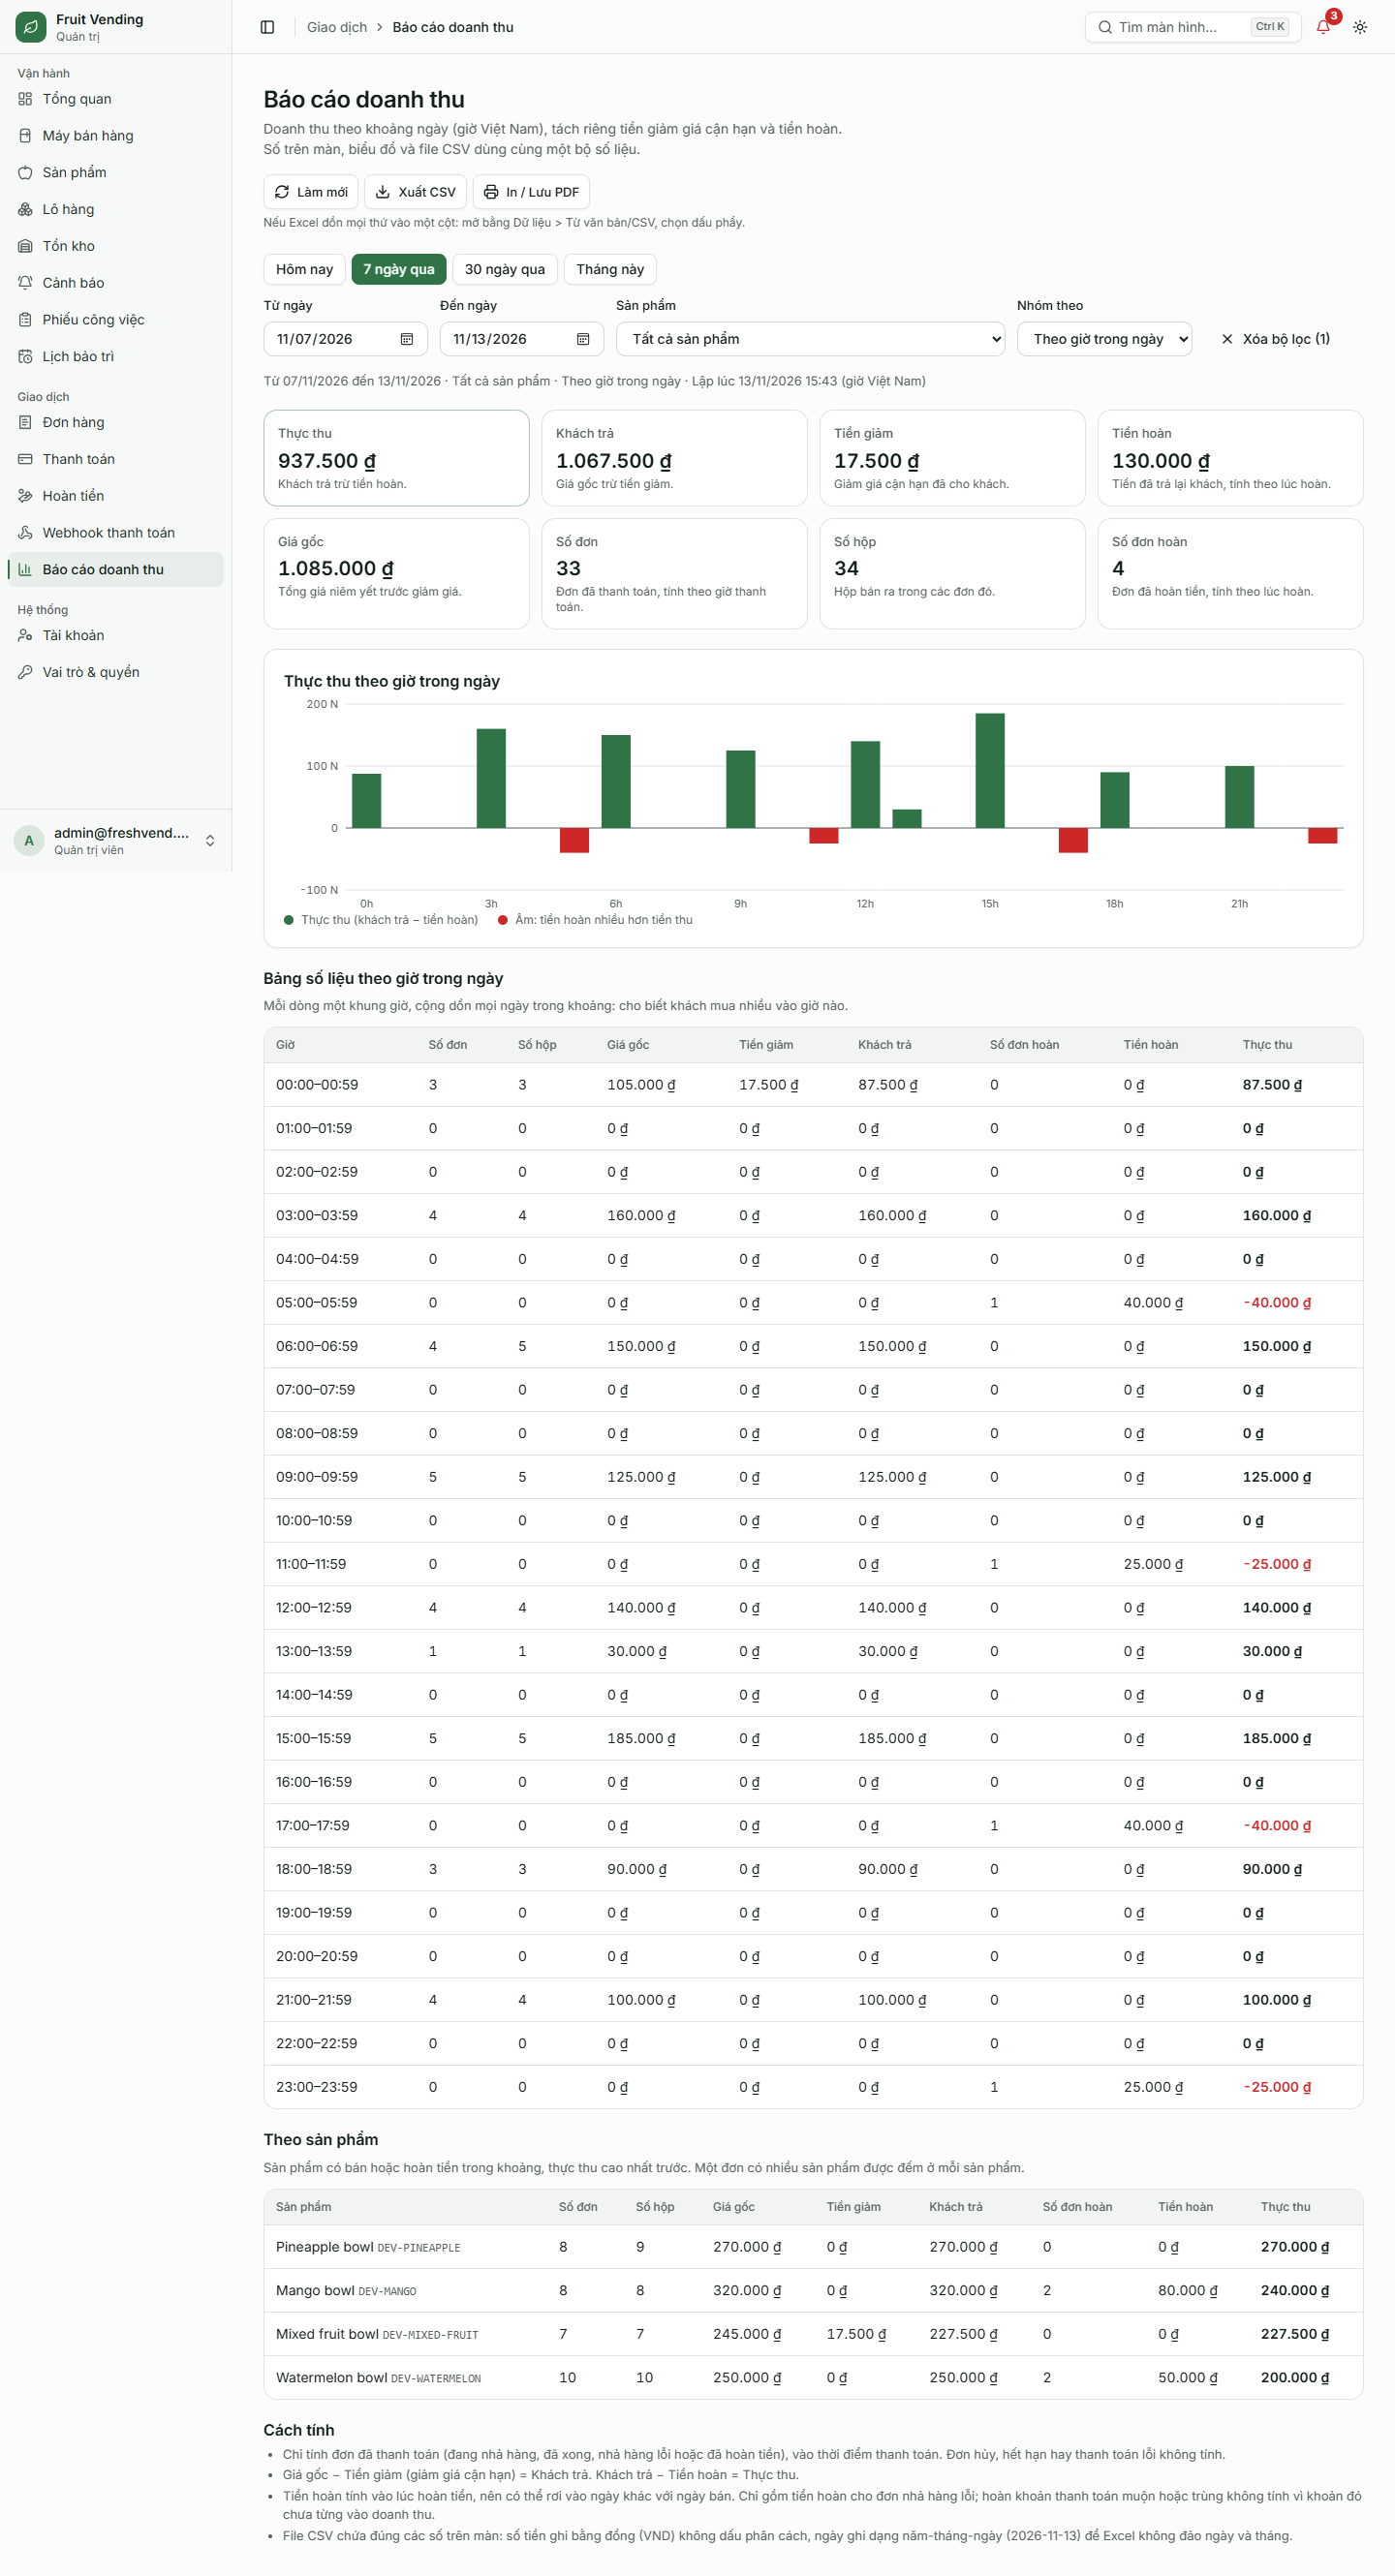 Fruit Vending
Quản trị
Vận hành
Tổng quan
Máy bán hàng
Sản phẩm
Lô hàng
Tồn kho
Cảnh báo
Phiếu công việc
Lịch bảo trì
Giao dịch
Đơn hàng
Thanh toán
Hoàn tiền
Webhook thanh toán
Báo cáo doanh thu
Hệ thống
Tài khoản
Vai trò & quyền
A
admin@freshvend....
Quản trị viên
Giao dịch > Báo cáo doanh thu
Tìm màn hình... Ctrl K
3
Báo cáo doanh thu
Doanh thu theo khoảng ngày (giờ Việt Nam), tách riêng tiền giảm giá cận hạn và tiền hoàn.
Số trên màn, biểu đồ và file CSV dùng cùng một bộ số liệu.
Làm mới Xuất CSV In / Lưu PDF
Nếu Excel dồn mọi thứ vào một cột: mở bằng Dữ liệu > Từ văn bản/CSV, chọn dấu phẩy.
Hôm nay 7 ngày qua 30 ngày qua Tháng này
Từ ngày Đến ngày Sản phẩm Nhóm theo
11/07/2026 11/13/2026 Tất cả sản phẩm Theo giờ trong ngày Xóa bộ lọc (1)
Từ 07/11/2026 đến 13/11/2026 · Tất cả sản phẩm · Theo giờ trong ngày · Lập lúc 13/11/2026 15:43 (giờ Việt Nam)
Thực thu
937.500 ₫
Khách trả trừ tiền hoàn.
Khách trả
1.067.500 ₫
Giá gốc trừ tiền giảm.
Tiền giảm
17.500 ₫
Giảm giá cận hạn đã cho khách.
Tiền hoàn
130.000 ₫
Tiền đã trả lại khách, tính theo lúc hoàn.
Giá gốc
1.085.000 ₫
Tổng giá niêm yết trước giảm giá.
Số đơn
33
Đơn đã thanh toán, tính theo giờ thanh
toán.
Số hộp
34
Hộp bán ra trong các đơn đó.
Số đơn hoàn
4
Đơn đã hoàn tiền, tính theo lúc hoàn.
Thực thu theo giờ trong ngày
200 N
100 N
0
-100 N
0h 3h 6h 9h 12h 15h 18h 21h
Thực thu (khách trả − tiền hoàn) Âm: tiền hoàn nhiều hơn tiền thu
Bảng số liệu theo giờ trong ngày
Mỗi dòng một khung giờ, cộng dồn mọi ngày trong khoảng: cho biết khách mua nhiều vào giờ nào.
Giờ Số đơn Số hộp Giá gốc Tiền giảm Khách trả Số đơn hoàn Tiền hoàn Thực thu
00:00–00:59 3 3 105.000 ₫ 17.500 ₫ 87.500 ₫ 0 0 ₫ 87.500 ₫
01:00–01:59 0 0 0 ₫ 0 ₫ 0 ₫ 0 0 ₫ 0 ₫
02:00–02:59 0 0 0 ₫ 0 ₫ 0 ₫ 0 0 ₫ 0 ₫
03:00–03:59 4 4 160.000 ₫ 0 ₫ 160.000 ₫ 0 0 ₫ 160.000 ₫
04:00–04:59 0 0 0 ₫ 0 ₫ 0 ₫ 0 0 ₫ 0 ₫
05:00–05:59 0 0 0 ₫ 0 ₫ 0 ₫ 1 40.000 ₫ -40.000 ₫
06:00–06:59 4 5 150.000 ₫ 0 ₫ 150.000 ₫ 0 0 ₫ 150.000 ₫
07:00–07:59 0 0 0 ₫ 0 ₫ 0 ₫ 0 0 ₫ 0 ₫
08:00–08:59 0 0 0 ₫ 0 ₫ 0 ₫ 0 0 ₫ 0 ₫
09:00–09:59 5 5 125.000 ₫ 0 ₫ 125.000 ₫ 0 0 ₫ 125.000 ₫
10:00–10:59 0 0 0 ₫ 0 ₫ 0 ₫ 0 0 ₫ 0 ₫
11:00–11:59 0 0 0 ₫ 0 ₫ 0 ₫ 1 25.000 ₫ -25.000 ₫
12:00–12:59 4 4 140.000 ₫ 0 ₫ 140.000 ₫ 0 0 ₫ 140.000 ₫
13:00–13:59 1 1 30.000 ₫ 0 ₫ 30.000 ₫ 0 0 ₫ 30.000 ₫
14:00–14:59 0 0 0 ₫ 0 ₫ 0 ₫ 0 0 ₫ 0 ₫
15:00–15:59 5 5 185.000 ₫ 0 ₫ 185.000 ₫ 0 0 ₫ 185.000 ₫
16:00–16:59 0 0 0 ₫ 0 ₫ 0 ₫ 0 0 ₫ 0 ₫
17:00–17:59 0 0 0 ₫ 0 ₫ 0 ₫ 1 40.000 ₫ -40.000 ₫
18:00–18:59 3 3 90.000 ₫ 0 ₫ 90.000 ₫ 0 0 ₫ 90.000 ₫
19:00–19:59 0 0 0 ₫ 0 ₫ 0 ₫ 0 0 ₫ 0 ₫
20:00–20:59 0 0 0 ₫ 0 ₫ 0 ₫ 0 0 ₫ 0 ₫
21:00–21:59 4 4 100.000 ₫ 0 ₫ 100.000 ₫ 0 0 ₫ 100.000 ₫
22:00–22:59 0 0 0 ₫ 0 ₫ 0 ₫ 0 0 ₫ 0 ₫
23:00–23:59 0 0 0 ₫ 0 ₫ 0 ₫ 1 25.000 ₫ -25.000 ₫
Theo sản phẩm
Sản phẩm có bán hoặc hoàn tiền trong khoảng, thực thu cao nhất trước. Một đơn có nhiều sản phẩm được đếm ở mỗi sản phẩm.
Sản phẩm Số đơn Số hộp Giá gốc Tiền giảm Khách trả Số đơn hoàn Tiền hoàn Thực thu
Pineapple bowl DEV-PINEAPPLE 8 9 270.000 ₫ 0 ₫ 270.000 ₫ 0 0 ₫ 270.000 ₫
Mango bowl DEV-MANGO 8 8 320.000 ₫ 0 ₫ 320.000 ₫ 2 80.000 ₫ 240.000 ₫
Mixed fruit bowl DEV-MIXED-FRUIT 7 7 245.000 ₫ 17.500 ₫ 227.500 ₫ 0 0 ₫ 227.500 ₫
Watermelon bowl DEV-WATERMELON 10 10 250.000 ₫ 0 ₫ 250.000 ₫ 2 50.000 ₫ 200.000 ₫
Cách tính
• Chỉ tính đơn đã thanh toán (đang nhả hàng, đã xong, nhả hàng lỗi hoặc đã hoàn tiền), vào thời điểm thanh toán. Đơn hủy, hết hạn hay thanh toán lỗi không tính.
• Giá gốc − Tiền giảm (giảm giá cận hạn) = Khách trả. Khách trả − Tiền hoàn = Thực thu.
• Tiền hoàn tính vào lúc hoàn tiền, nên có thể rơi vào ngày khác với ngày bán. Chỉ gồm tiền hoàn cho đơn nhả hàng lỗi; hoàn khoản thanh toán muộn hoặc trùng không tính vì khoản đó
chưa từng vào doanh thu.
• File CSV chứa đúng các số trên màn: số tiền ghi bằng đồng (VND) không dấu phân cách, ngày ghi dạng năm-tháng-ngày (2026-11-13) để Excel không đảo ngày và tháng.